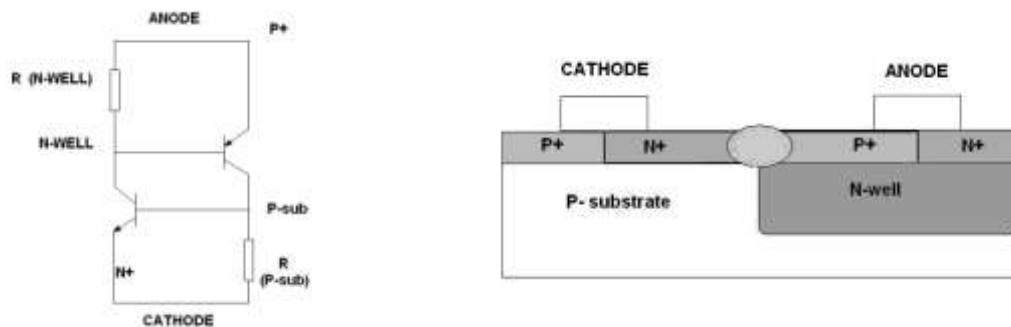 ANODE
P+
R (N-WELL)
N-WELL
P-sub
N+
R
(P-sub)
CATHODE
CATHODE
ANODE
P+
N+
P+
N+
P- substrate
N-well